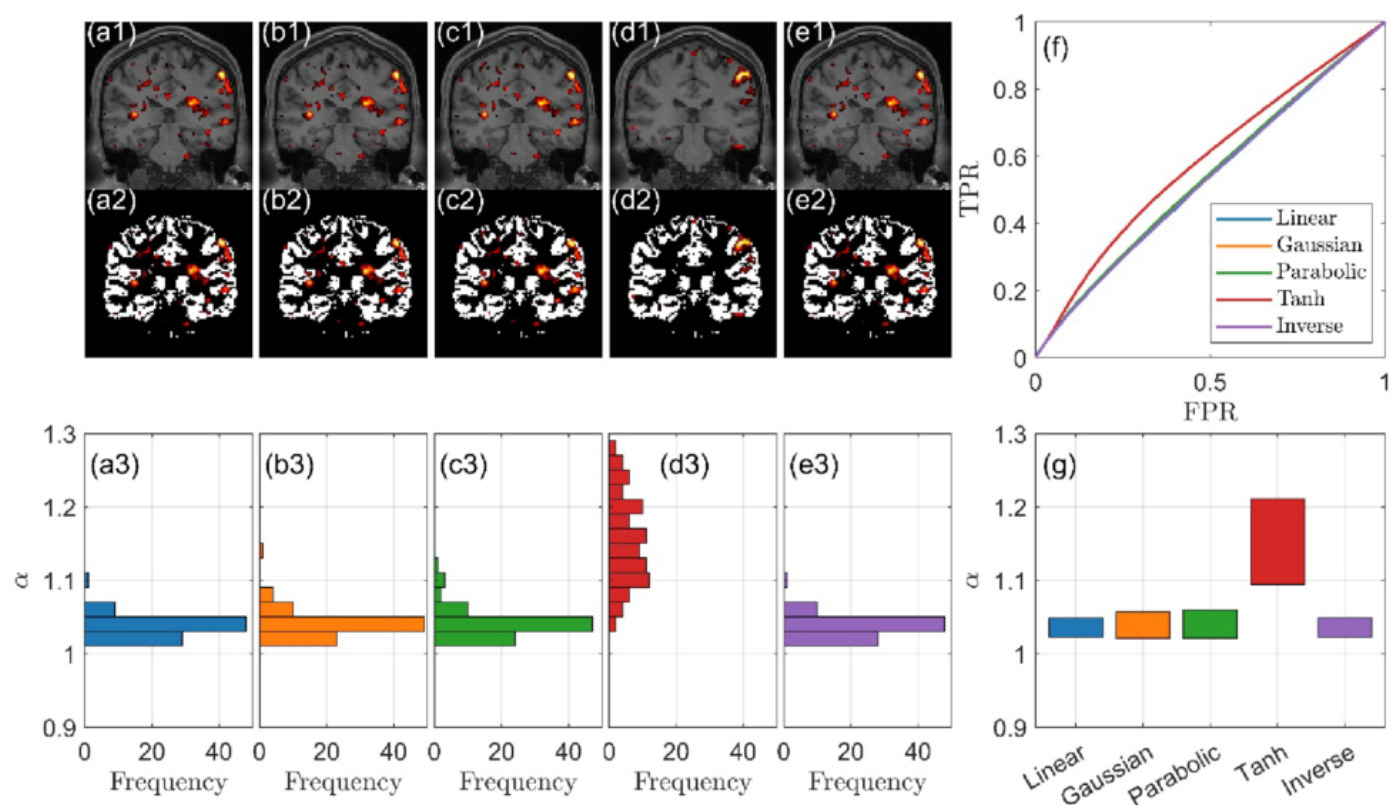 (a1) (b1) (c1) (d1) (e1)
(a2) (b2) (c2) (d2) (e2)
(f)
1
0.8
0.6
0.4
0.2
0
TPR
0 0.5 1
FPR
Linear
Gaussian
Parabolic
Tanh
Inverse
(a3) (b3) (c3) (d3) (e3)
1.3
1.2
1.1
1
0.9
α
0 20 40 0 20 40 0 20 40 0 20 40 0 20 40
Frequency Frequency Frequency Frequency Frequency
(g)
1.3
1.2
1.1
1
0.9
α
Linear Gaussian Parabolic Tanh Inverse